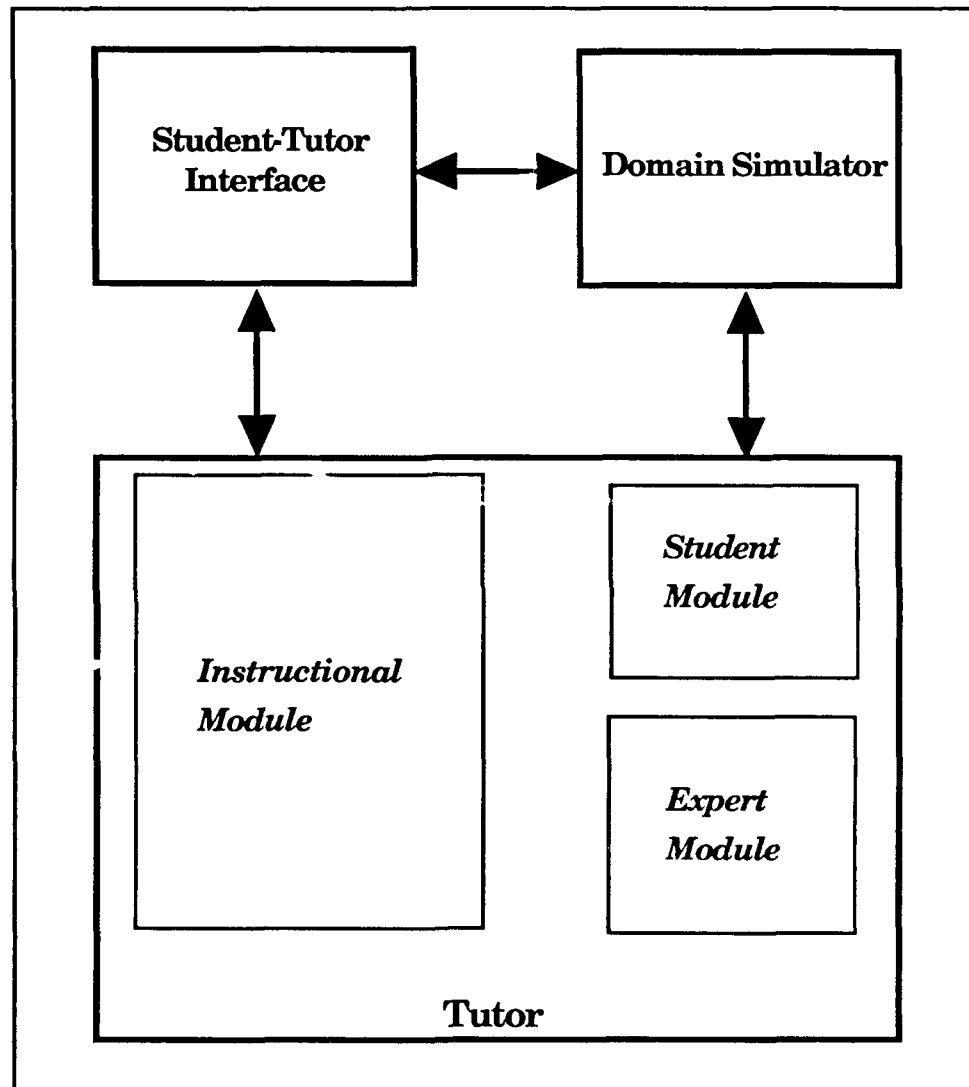 Student-Tutor
Interface
Domain Simulator
Instructional
Module
Student
Module
Expert
Module
Tutor